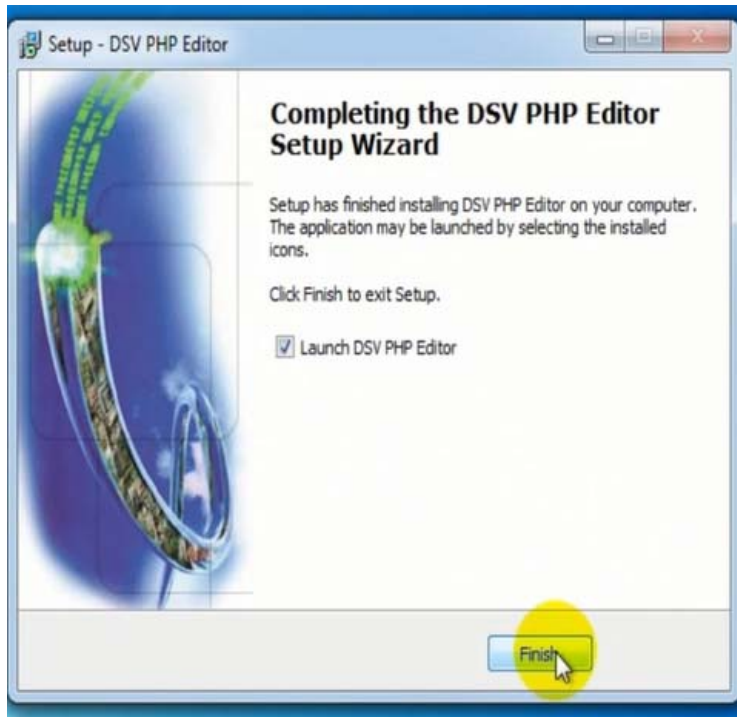 Setup - DSV PHP Editor
Completing the DSV PHP Editor
Setup Wizard
Setup has finished installing DSV PHP Editor on your computer.
The application may be launched by selecting the installed
icons.
Click Finish to exit Setup.
Launch DSV PHP Editor
Finish